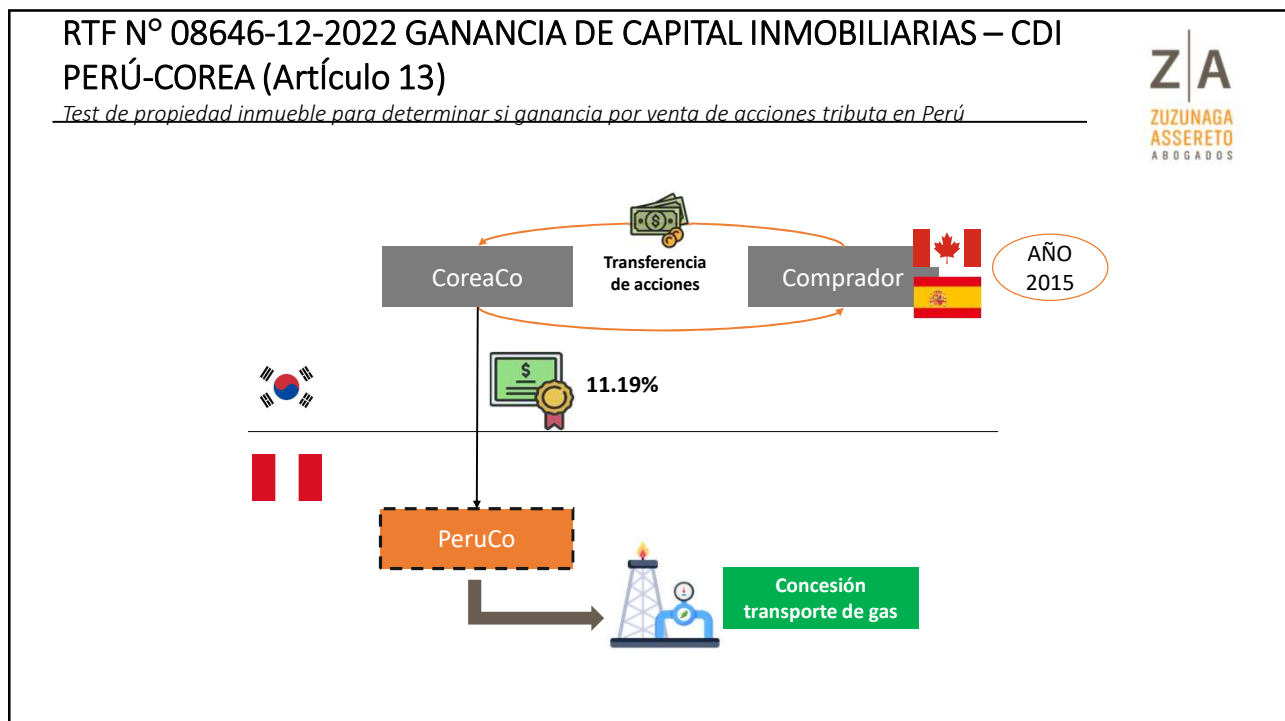 RTF N° 08646-12-2022 GANANCIA DE CAPITAL INMOBILIARIAS – CDI
PERÚ-COREA (Artículo 13)
Test de propiedad inmueble para determinar si ganancia por venta de acciones tributa en Perú
Z|A
ZUZUNAGA
ASSERETO
ABOGADOS
CoreaCo
Transferencia
de acciones
Comprador
AÑO
2015
$
$
11.19%
PeruCo
Concesión
transporte de gas